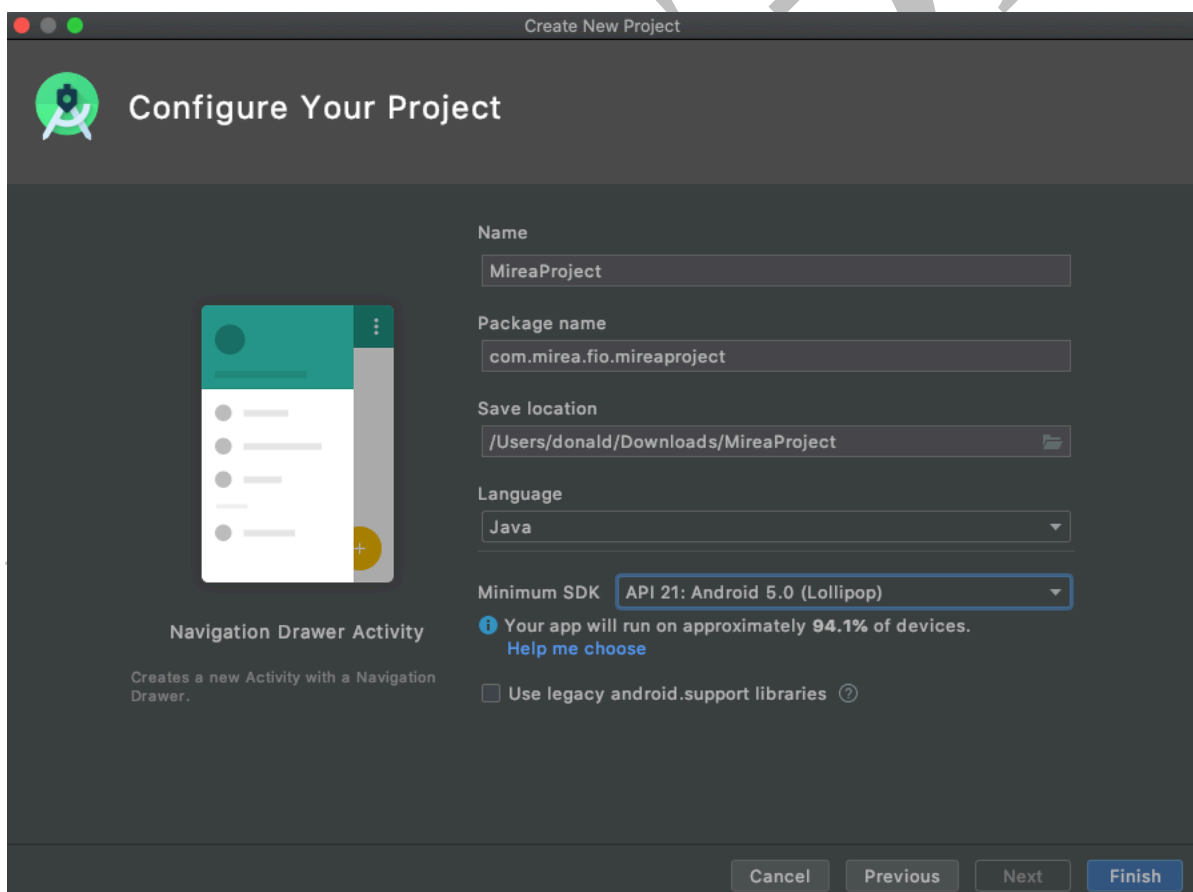 Create New Project
Configure Your Project
Name
MireaProject
Package name
com.mirea.fio.mireaproject
Save location
/Users/donald/Downloads/MireaProject
Language
Java
Minimum SDK API 21: Android 5.0 (Lollipop)
Your app will run on approximately 94.1% of devices.
Help me choose
Use legacy android.support libraries
Navigation Drawer Activity
Creates a new Activity with a Navigation
Drawer.
Cancel Previous Next Finish